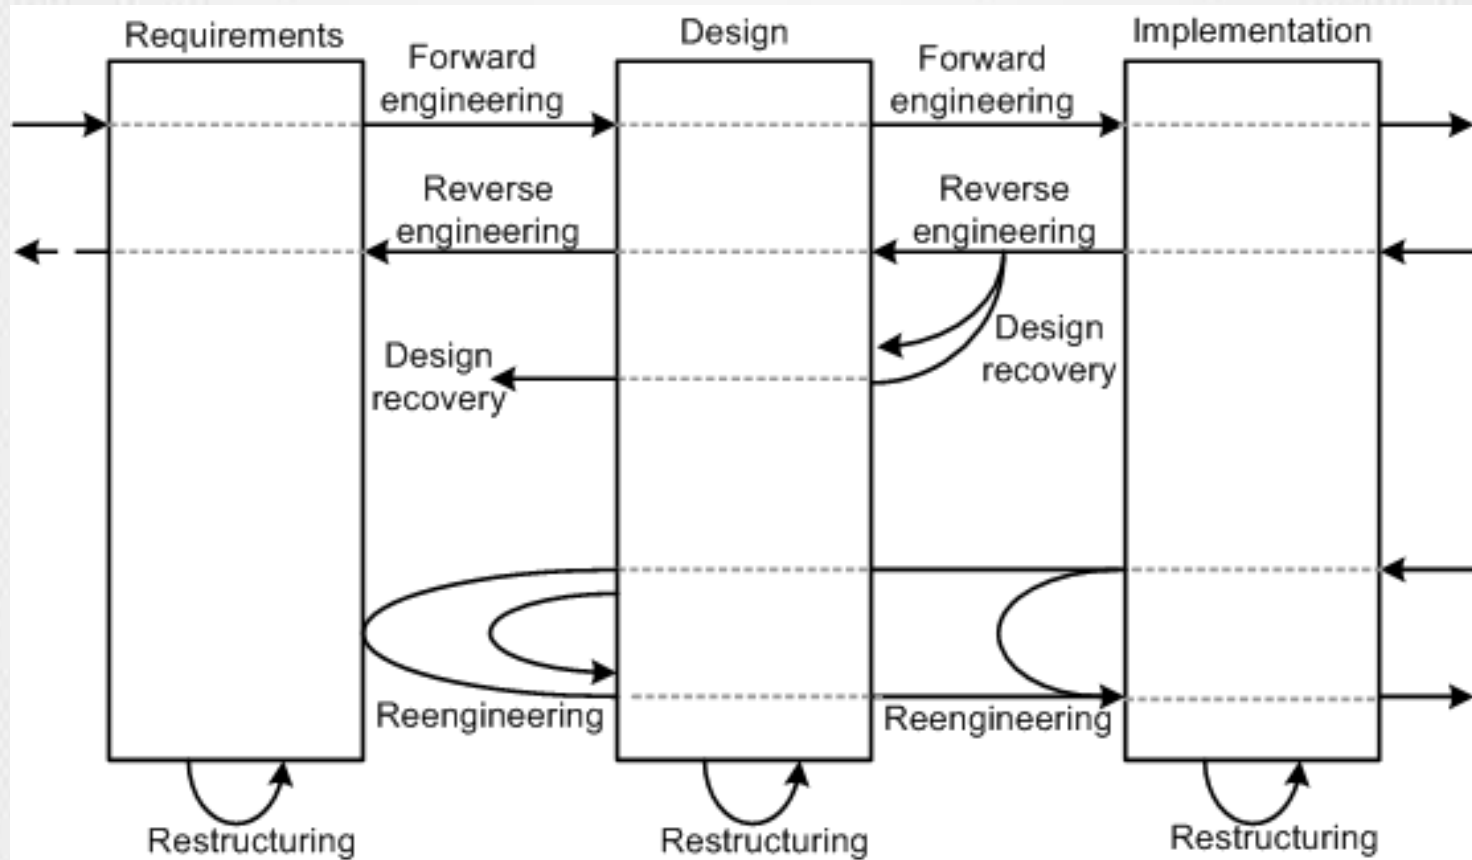 Requirements
Design
Implementation
Forward
engineering
Forward
engineering
Reverse
engineering
Reverse
engineering
Design
recovery
Design
recovery
Reengineering
Reengineering
Restructuring
Restructuring
Restructuring